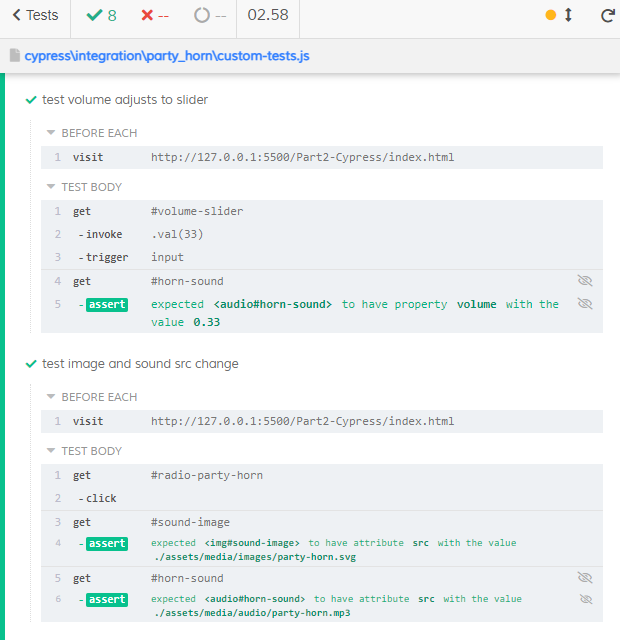 Tests 8 -- -- 02.58
cypress\integration\party_horn\custom-tests.js
test volume adjusts to slider
BEFORE EACH
1 visit http://127.0.0.1:5500/Part2-Cypress/index.html
TEST BODY
1 get #volume-slider
2 -invoke .val(33)
3 -trigger input
4 get #horn-sound
5 -assert expected <audio#horn-sound> to have property volume with the
value 0.33
test image and sound src change
BEFORE EACH
1 visit http://127.0.0.1:5500/Part2-Cypress/index.html
TEST BODY
1 get #radio-party-horn
2 -click
3 get #sound-image
4 -assert expected <img#sound-image> to have attribute src with the value
./assets/media/images/party-horn.svg
5 get #horn-sound
6 -assert expected <audio#horn-sound> to have attribute src with the value
./assets/media/audio/party-horn.mp3